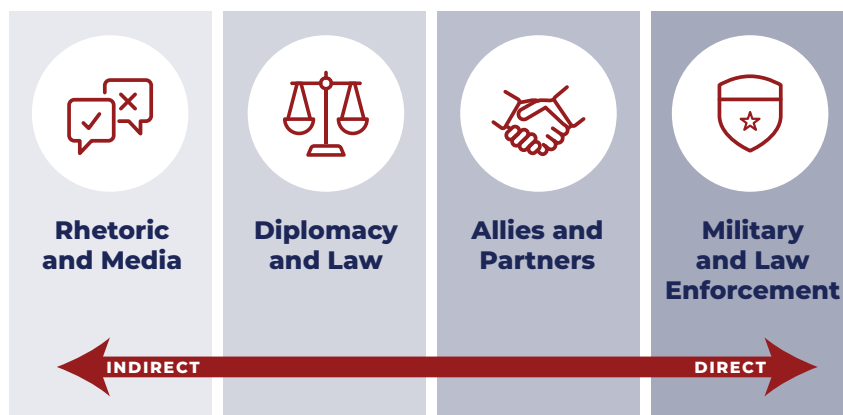 Rhetoric
and Media
Diplomacy
and Law
Allies and
Partners
Military
and Law
Enforcement
INDIRECT
DIRECT